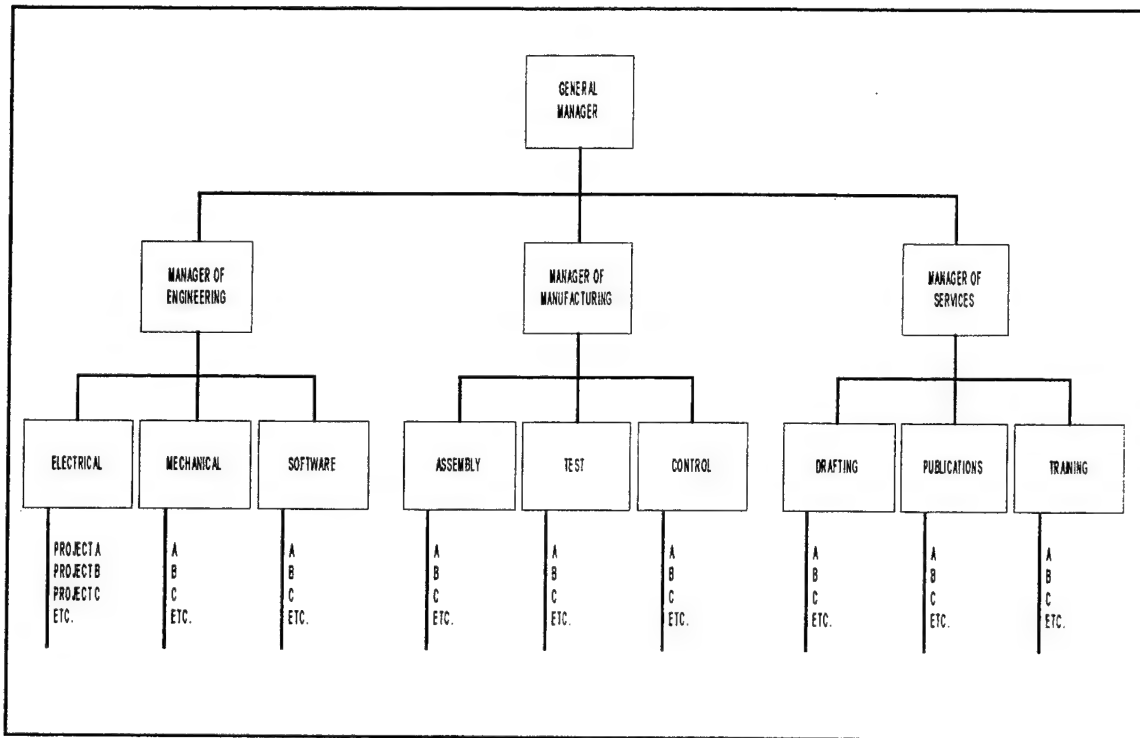 GENERAL
MANAGER
MANAGER OF
ENGINEERING
MANAGER OF
MANUFACTURING
MANAGER OF
SERVICES
ELECTRICAL
MECHANICAL
SOFTWARE
ASSEMBLY
TEST
CONTROL
DRAFTING
PUBLICATIONS
TRAINING
PROJECT A
PROJECT B
PROJECT C
ETC.
A
B
C
ETC.
A
B
C
ETC.
A
B
C
ETC.
A
B
C
ETC.
A
B
C
ETC.
A
B
C
ETC.
A
B
C
ETC.
A
B
C
ETC.